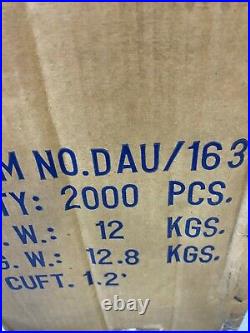 M NO.DAU/163
TY: 2000 PCS.
. W.: 12 KGS.
G. W.: 12.8 KGS.
CUFT. 1.2'